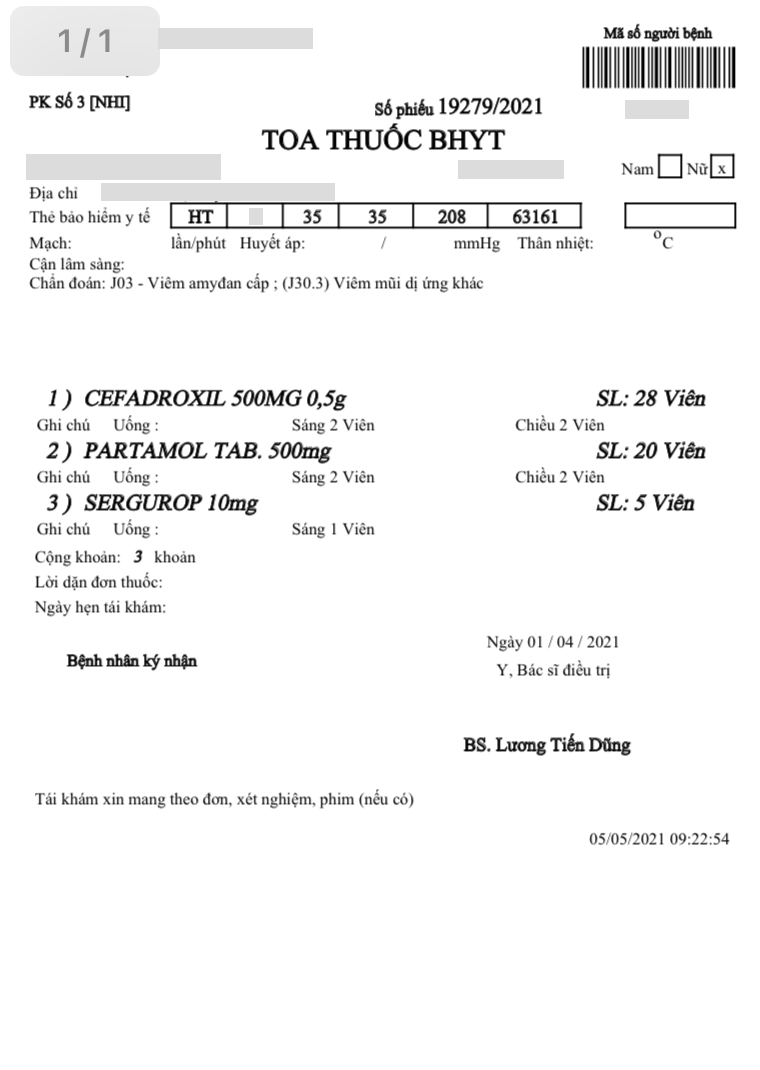 1/1
Mã số người bệnh
PK Số 3 [NHI]
Số phiếu 19279/2021
TOA THUỐC BHYT
Nam Nữ x
Địa chỉ
Thẻ bảo hiểm y tế HT 35 35 208 63161
Mạch: lần/phút Huyết áp: / mmHg Thân nhiệt: °C
Cận lâm sàng:
Chẩn đoán: J03 - Viêm amyđan cấp ; (J30.3) Viêm mũi dị ứng khác
1 ) CEFADROXIL 500MG 0,5g SL: 28 Viên
Ghi chú Uống : Sáng 2 Viên Chiều 2 Viên
2 ) PARTAMOL TAB. 500mg SL: 20 Viên
Ghi chú Uống : Sáng 2 Viên Chiều 2 Viên
3 ) SERGUROP 10mg SL: 5 Viên
Ghi chú Uống : Sáng 1 Viên
Cộng khoản: 3 khoản
Lời dặn đơn thuốc:
Ngày hẹn tái khám:
Ngày 01 / 04 / 2021
Bệnh nhân ký nhận
Y, Bác sĩ điều trị
BS. Lương Tiến Dũng
Tái khám xin mang theo đơn, xét nghiệm, phim (nếu có)
05/05/2021 09:22:54